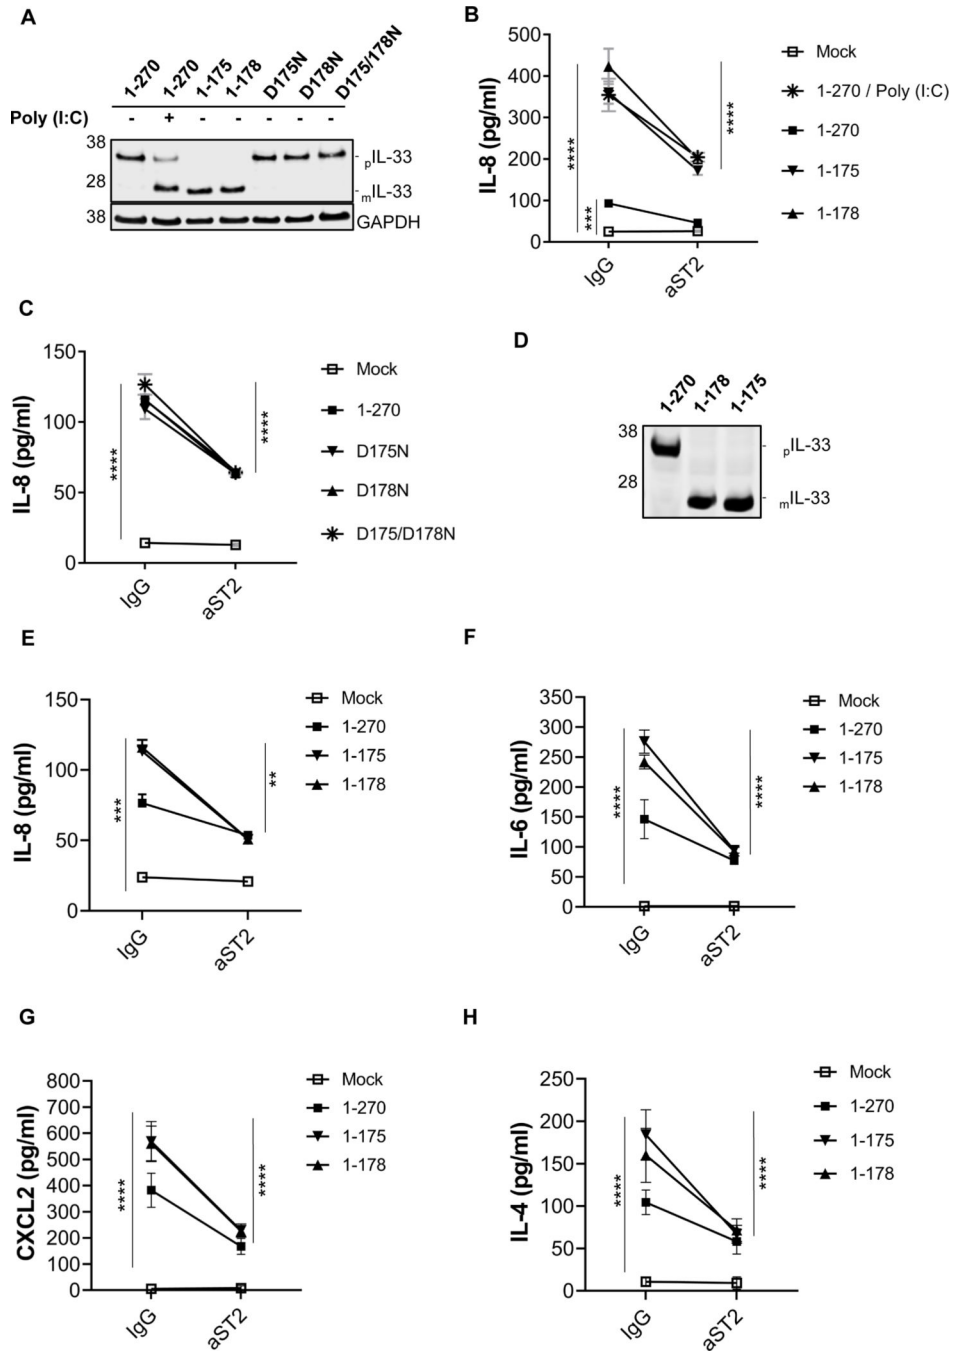 A
1-270
1-270
1-175
1-178
D175N
D178N
D175/178N
Poly (I:C) - + - - - - -
38
pIL-33
28
mIL-33
38
GAPDH
B
500
400
300
200
100
0
IL-8 (pg/ml)
****
***
****
IgG
aST2
Mock
1-270 / Poly (I:C)
1-270
1-175
1-178
C
150
100
50
0
IL-8 (pg/ml)
****
****
IgG
aST2
Mock
1-270
D175N
D178N
D175/D178N
D
1-270
1-178
1-175
38
pIL-33
28
mIL-33
E
150
100
50
0
IL-8 (pg/ml)
***
**
IgG
aST2
Mock
1-270
1-175
1-178
F
350
300
250
200
150
100
50
0
IL-6 (pg/ml)
****
****
IgG
aST2
Mock
1-270
1-175
1-178
G
800
700
600
500
400
300
200
100
0
CXCL2 (pg/ml)
****
****
IgG
aST2
Mock
1-270
1-175
1-178
H
250
200
150
100
50
0
IL-4 (pg/ml)
****
****
IgG
aST2
Mock
1-270
1-175
1-178